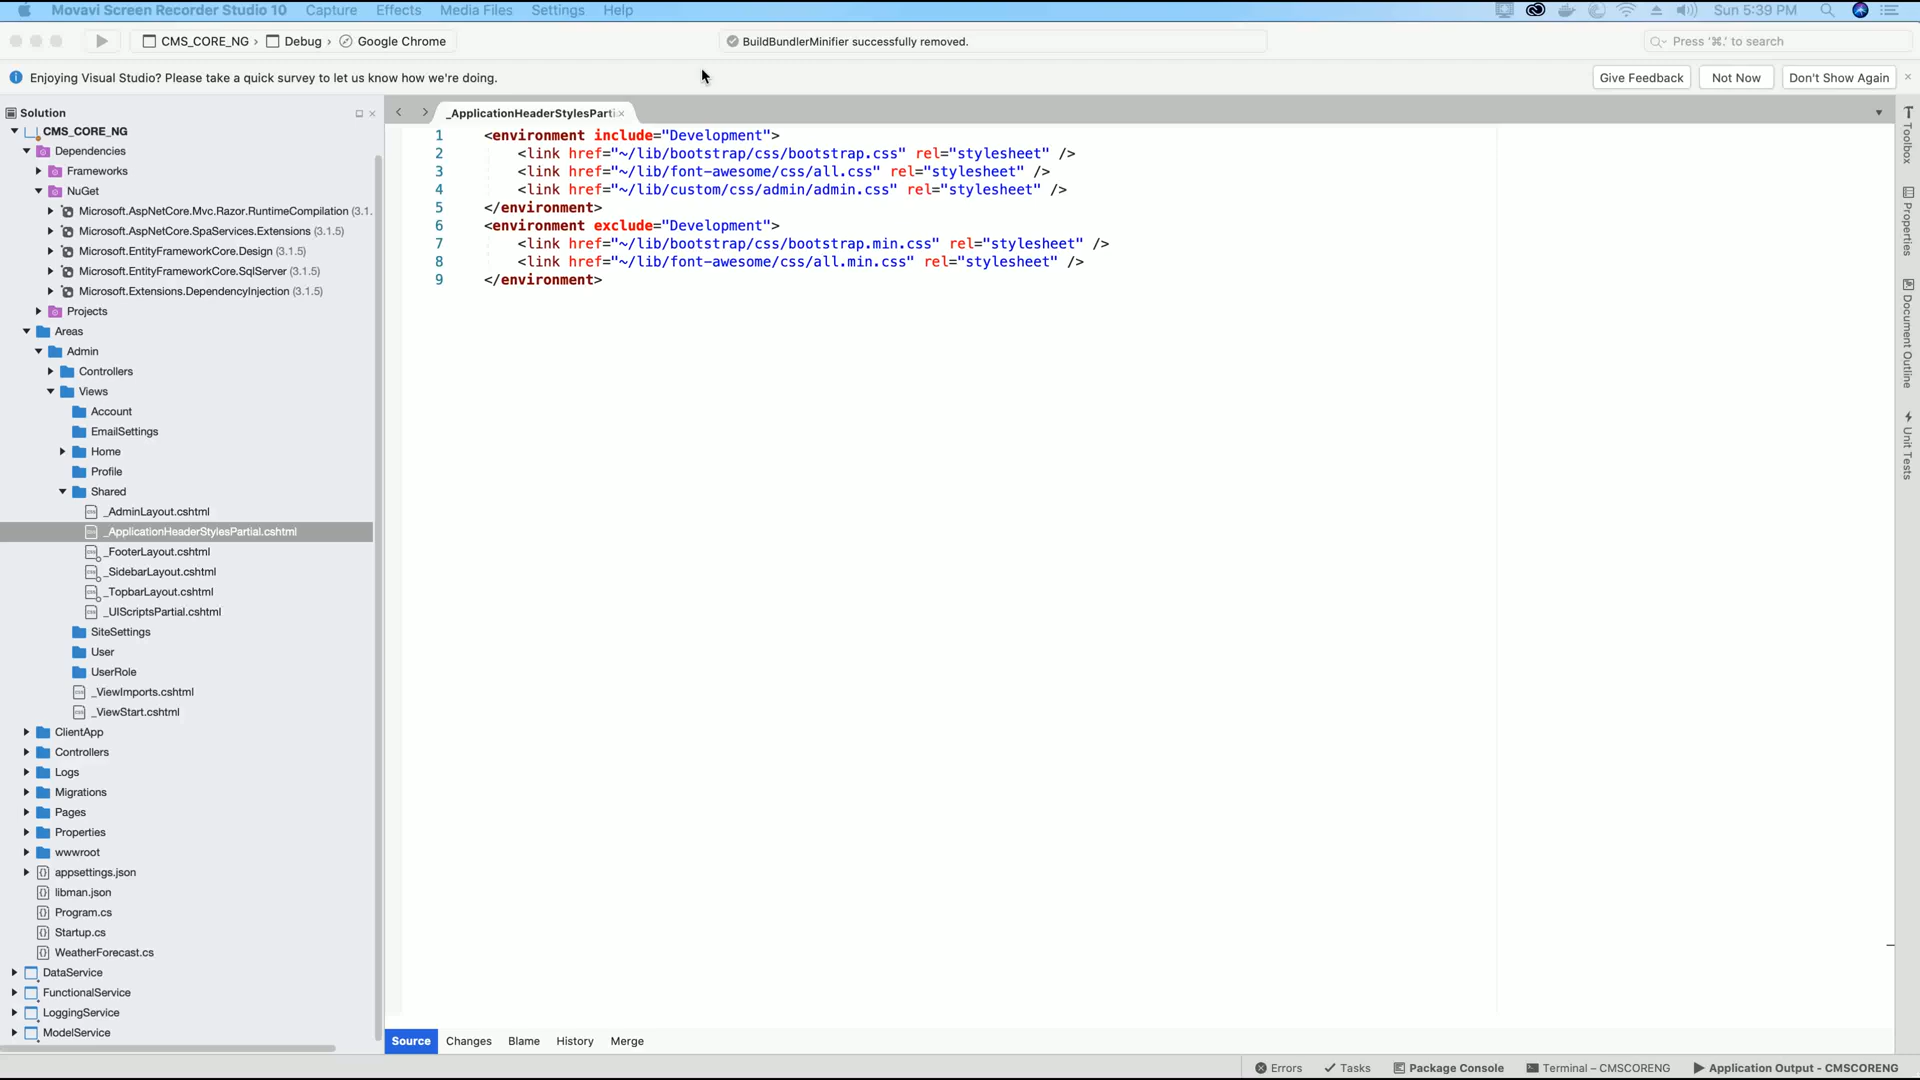 Movavi Screen Recorder Studio 10 Capture Effects Media Files Settings Help Sun 5:39 PM
CMS_CORE_NG › Debug › Google Chrome BuildBundlerMinifier successfully removed. Press '⌘.' to search
Enjoying Visual Studio? Please take a quick survey to let us know how we're doing. Give Feedback Not Now Don't Show Again ×
Solution
_ApplicationHeaderStylesParti ×
CMS_CORE_NG
Dependencies
Frameworks
NuGet
Microsoft.AspNetCore.Mvc.Razor.RuntimeCompilation (3.1.
Microsoft.AspNetCore.SpaServices.Extensions (3.1.5)
Microsoft.EntityFrameworkCore.Design (3.1.5)
Microsoft.EntityFrameworkCore.SqlServer (3.1.5)
Microsoft.Extensions.DependencyInjection (3.1.5)
Projects
Areas
Admin
Controllers
Views
Account
EmailSettings
Home
Profile
Shared
_AdminLayout.cshtml
_ApplicationHeaderStylesPartial.cshtml
_FooterLayout.cshtml
_SidebarLayout.cshtml
_TopbarLayout.cshtml
_UIScriptsPartial.cshtml
SiteSettings
User
UserRole
_ViewImports.cshtml
_ViewStart.cshtml
ClientApp
Controllers
Logs
Migrations
Pages
Properties
wwwroot
appsettings.json
libman.json
Program.cs
Startup.cs
WeatherForecast.cs
DataService
FunctionalService
LoggingService
ModelService
1 <environment include="Development">
2 <link href="~/lib/bootstrap/css/bootstrap.css" rel="stylesheet" />
3 <link href="~/lib/font-awesome/css/all.css" rel="stylesheet" />
4 <link href="~/lib/custom/css/admin/admin.css" rel="stylesheet" />
5 </environment>
6 <environment exclude="Development">
7 <link href="~/lib/bootstrap/css/bootstrap.min.css" rel="stylesheet" />
8 <link href="~/lib/font-awesome/css/all.min.css" rel="stylesheet" />
9 </environment>
Toolbox
Properties
Document Outline
Unit Tests
Source Changes Blame History Merge
Errors Tasks Package Console Terminal – CMSCORENG Application Output - CMSCORENG